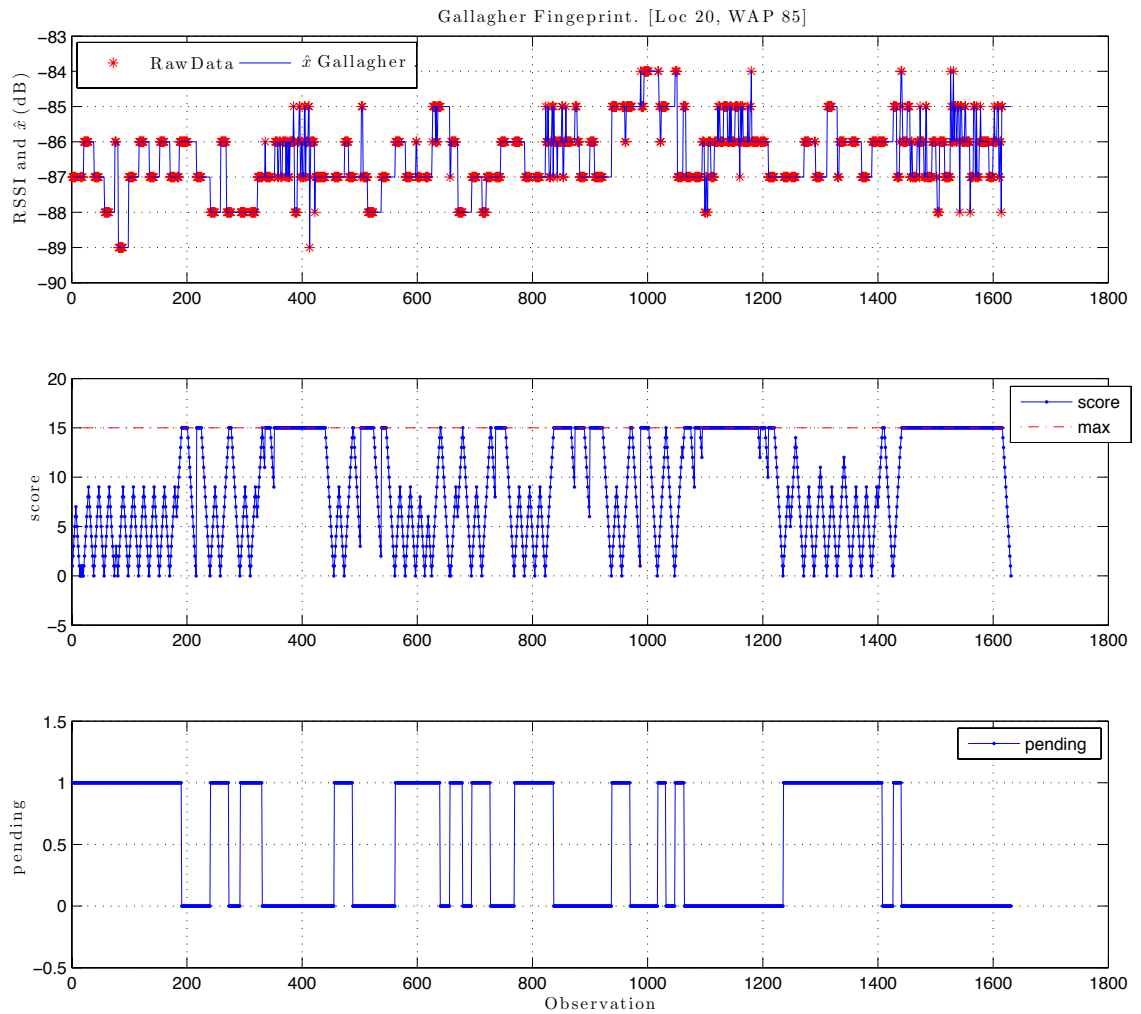 Gallagher Fingeprint. [Loc 20, WAP 85]
RSSI and x̂ (dB)
−83
−84
−85
−86
−87
−88
−89
−90
Raw Data x̂ Gallagher
0 200 400 600 800 1000 1200 1400 1600 1800
score
20
15
10
5
0
−5
score
max
0 200 400 600 800 1000 1200 1400 1600 1800
pending
1.5
1
0.5
0
−0.5
pending
0 200 400 600 800 1000 1200 1400 1600 1800
Observation